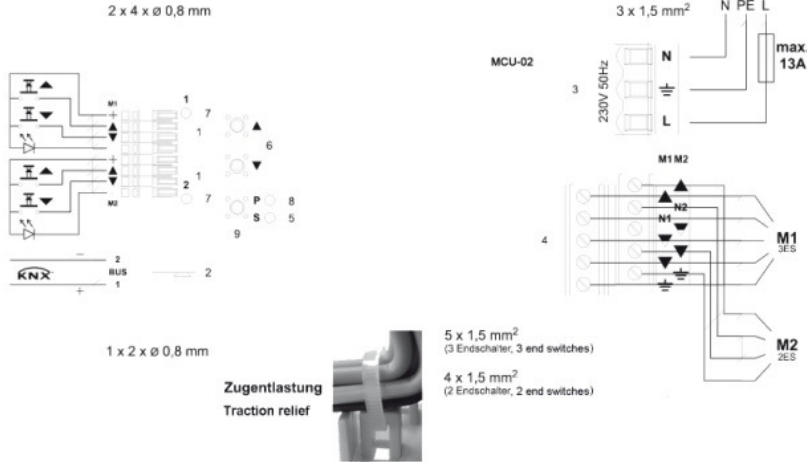 2 x 4 x ø 0,8 mm
3 x 1,5 mm²
N PE L
max.
13A
MCU-02
3
230V 50Hz
N
L
M1
+
1
7
1
6
+
1
2
7
M2
P 8
S 5
9
2
BUS
1
KNX
−
+
2
M1 M2
N2
N1
4
M1
3ES
M2
2ES
1 x 2 x ø 0,8 mm
Zugentlastung
Traction relief
5 x 1,5 mm²
(3 Endschalter, 3 end switches)
4 x 1,5 mm²
(2 Endschalter, 2 end switches)